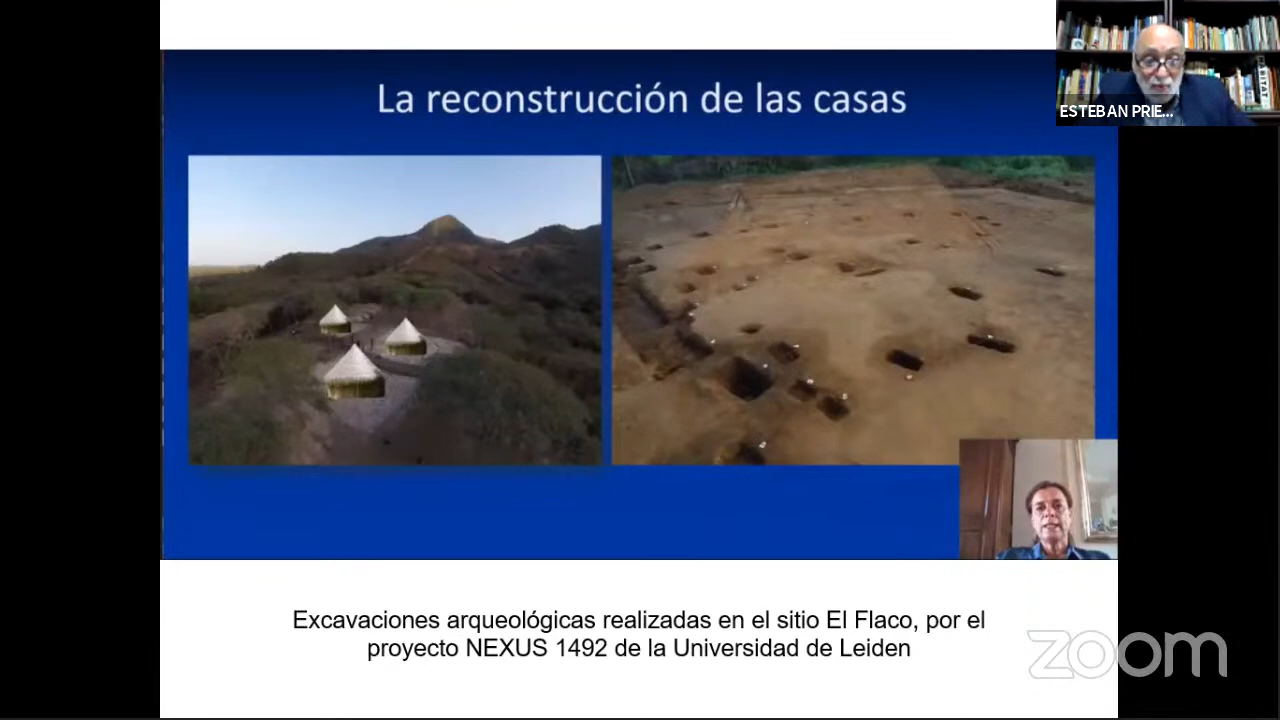 La reconstrucción de las casas
ESTEBAN PRIE...
Excavaciones arqueológicas realizadas en el sitio El Flaco, por el
proyecto NEXUS 1492 de la Universidad de Leiden
zoom